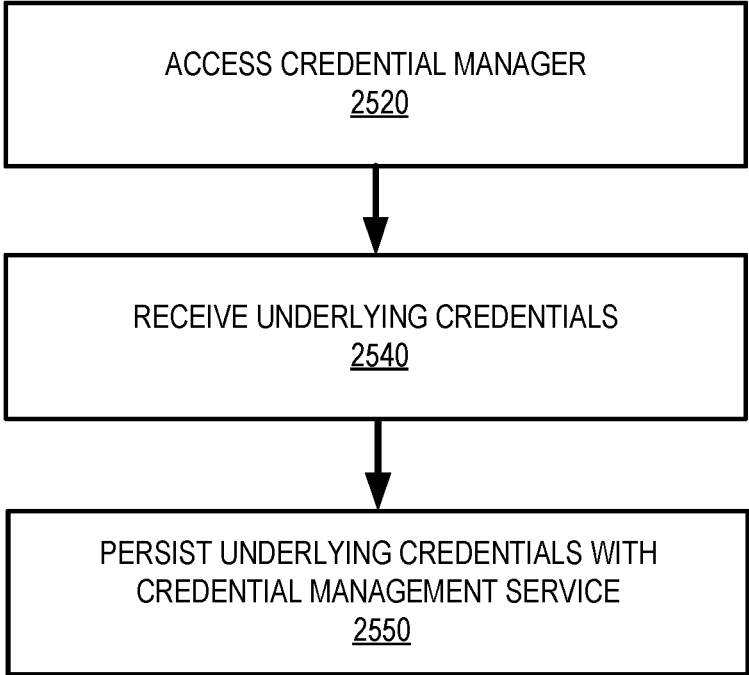 ACCESS CREDENTIAL MANAGER
2520
RECEIVE UNDERLYING CREDENTIALS
2540
PERSIST UNDERLYING CREDENTIALS WITH
CREDENTIAL MANAGEMENT SERVICE
2550